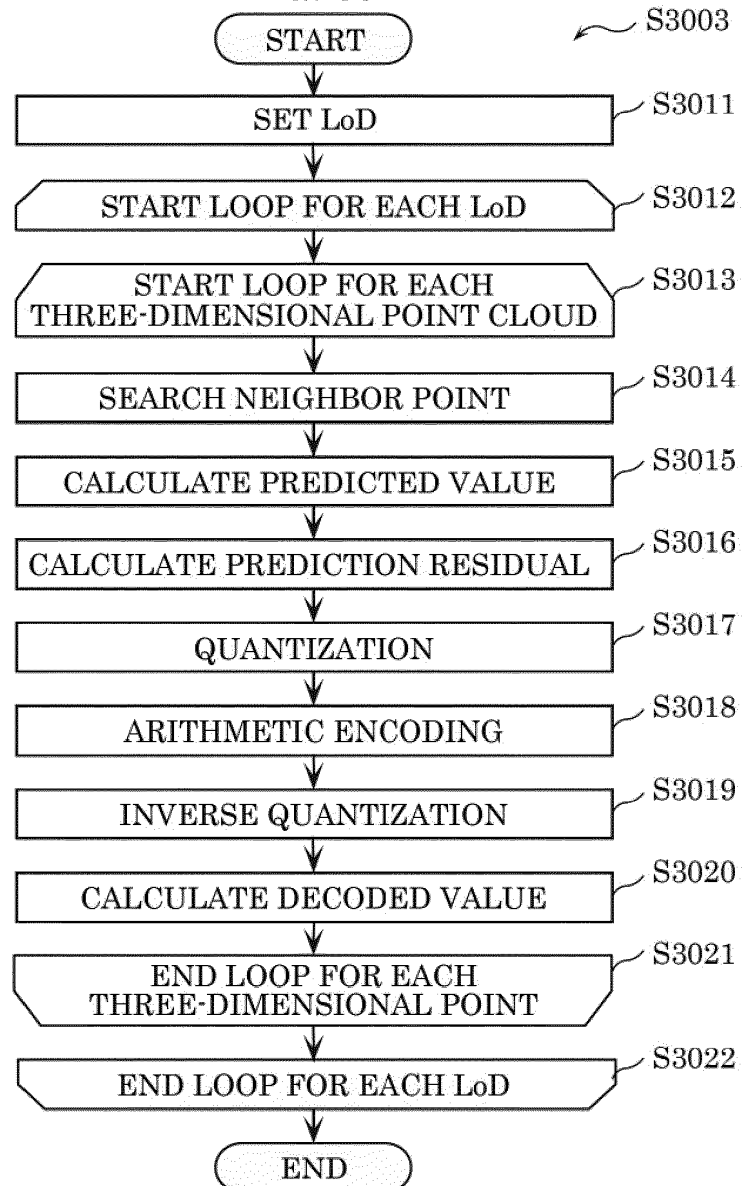 START
S3003
SET LoD
S3011
START LOOP FOR EACH LoD
S3012
START LOOP FOR EACH
THREE-DIMENSIONAL POINT CLOUD
S3013
SEARCH NEIGHBOR POINT
S3014
CALCULATE PREDICTED VALUE
S3015
CALCULATE PREDICTION RESIDUAL
S3016
QUANTIZATION
S3017
ARITHMETIC ENCODING
S3018
INVERSE QUANTIZATION
S3019
CALCULATE DECODED VALUE
S3020
END LOOP FOR EACH
THREE-DIMENSIONAL POINT
S3021
END LOOP FOR EACH LoD
S3022
END